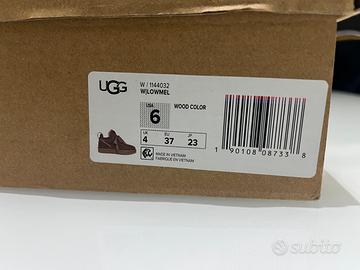 UGG
W / 1144032
W|LOWMEL
USA
6
WOOD COLOR
UK
4
EU
37
JP
23
1 90108 08733 8
MADE IN VIETNAM
FABRIQUÉ EN VIETNAM
subito